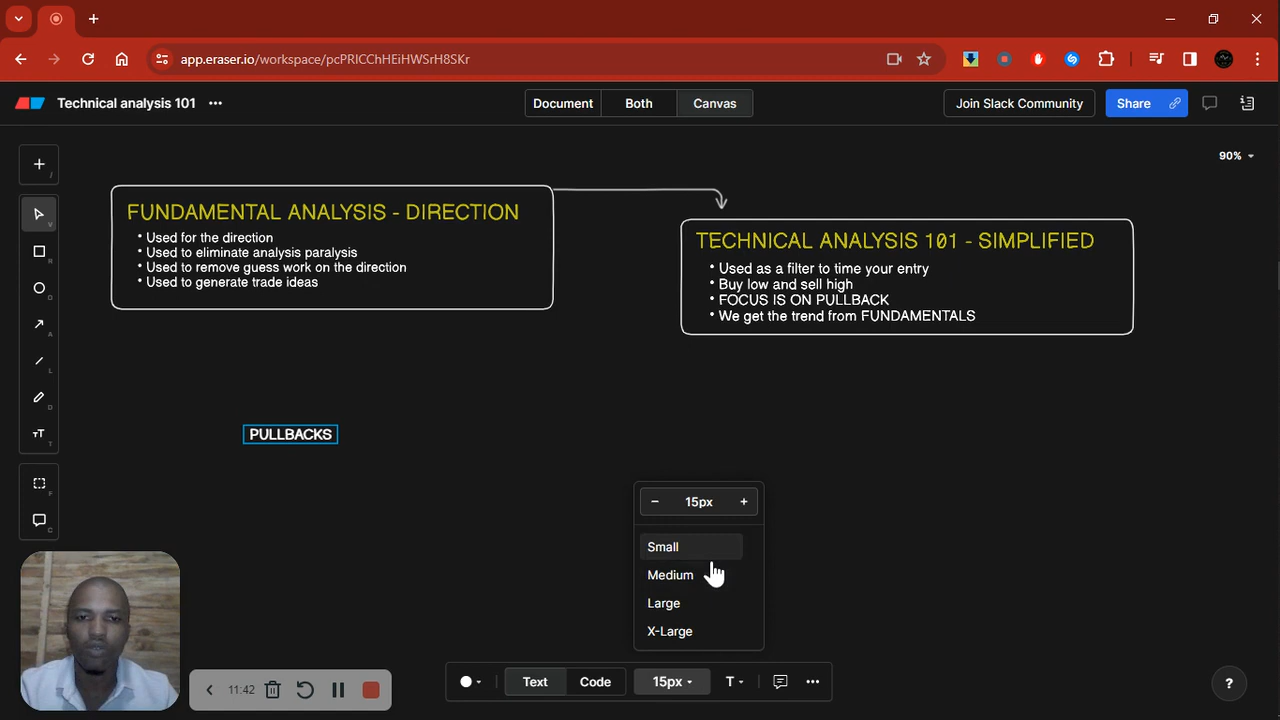 app.eraser.io/workspace/pcPRICChHEiHWSrH8SKr
Technical analysis 101
Document
Both
Canvas
Join Slack Community
Share
90%
FUNDAMENTAL ANALYSIS - DIRECTION
• Used for the direction
• Used to eliminate analysis paralysis
• Used to remove guess work on the direction
• Used to generate trade ideas
TECHNICAL ANALYSIS 101 - SIMPLIFIED
• Used as a filter to time your entry
• Buy low and sell high
• FOCUS IS ON PULLBACK
• We get the trend from FUNDAMENTALS
PULLBACKS
− 15px +
Small
Medium
Large
X-Large
11:42
Text
Code
15px
T
?